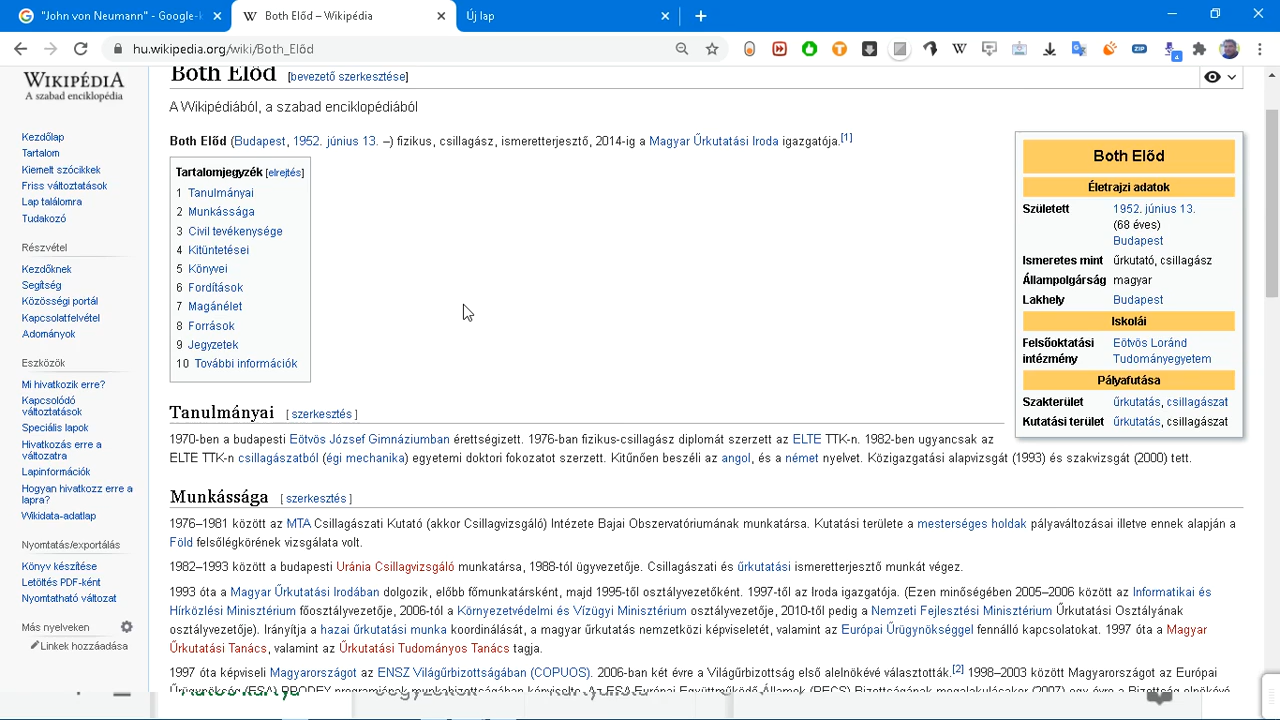 "John von Neumann" - Google-k
Both Előd – Wikipédia
Új lap
hu.wikipedia.org/wiki/Both_Előd
WIKIPÉDIA
A szabad enciklopédia
Kezdőlap
Tartalom
Kiemelt szócikkek
Friss változtatások
Lap találomra
Tudakozó
Részvétel
Kezdőknek
Segítség
Közösségi portál
Kapcsolatfelvétel
Adományok
Eszközök
Mi hivatkozik erre?
Kapcsolódó
változtatások
Speciális lapok
Hivatkozás erre a
változatra
Lapinformációk
Hogyan hivatkozz erre a
lapra?
Wikidata-adatlap
Nyomtatás/exportálás
Könyv készítése
Letöltés PDF-ként
Nyomtatható változat
Más nyelveken
Linkek hozzáadása
Both Előd [bevezető szerkesztése]
A Wikipédiából, a szabad enciklopédiából
Both Előd (Budapest, 1952. június 13. –) fizikus, csillagász, ismeretterjesztő, 2014-ig a Magyar Űrkutatási Iroda igazgatója.[1]
Tartalomjegyzék [elrejtés]
1 Tanulmányai
2 Munkássága
3 Civil tevékenysége
4 Kitüntetései
5 Könyvei
6 Fordítások
7 Magánélet
8 Források
9 Jegyzetek
10 További információk
Both Előd
Életrajzi adatok
Született 1952. június 13.
(68 éves)
Budapest
Ismeretes mint űrkutató, csillagász
Állampolgárság magyar
Lakhely Budapest
Iskolái
Felsőoktatási Eötvös Loránd
intézmény Tudományegyetem
Pályafutása
Szakterület űrkutatás, csillagászat
Kutatási terület űrkutatás, csillagászat
Tanulmányai [ szerkesztés ]
1970-ben a budapesti Eötvös József Gimnáziumban érettségizett. 1976-ban fizikus-csillagász diplomát szerzett az ELTE TTK-n. 1982-ben ugyancsak az
ELTE TTK-n csillagászatból (égi mechanika) egyetemi doktori fokozatot szerzett. Kitűnően beszéli az angol, és a német nyelvet. Közigazgatási alapvizsgát (1993) és szakvizsgát (2000) tett.
Munkássága [ szerkesztés ]
1976–1981 között az MTA Csillagászati Kutató (akkor Csillagvizsgáló) Intézete Bajai Obszervatóriumának munkatársa. Kutatási területe a mesterséges holdak pályaváltozásai illetve ennek alapján a
Föld felsőlégkörének vizsgálata volt.
1982–1993 között a budapesti Uránia Csillagvizsgáló munkatársa, 1988-tól ügyvezetője. Csillagászati és űrkutatási ismeretterjesztő munkát végez.
1993 óta a Magyar Űrkutatási Irodában dolgozik, előbb főmunkatársként, majd 1995-től osztályvezetőként. 1997-től az Iroda igazgatója. (Ezen minőségében 2005–2006 között az Informatikai és
Hírközlési Minisztérium főosztályvezetője, 2006-tól a Környezetvédelmi és Vízügyi Minisztérium osztályvezetője, 2010-től pedig a Nemzeti Fejlesztési Minisztérium Űrkutatási Osztályának
osztályvezetője). Irányítja a hazai űrkutatási munka koordinálását, a magyar űrkutatás nemzetközi képviseletét, valamint az Európai Űrügynökséggel fennálló kapcsolatokat. 1997 óta a Magyar
Űrkutatási Tanács, valamint az Űrkutatási Tudományos Tanács tagja.
1997 óta képviseli Magyarországot az ENSZ Világűrbizottságában (COPUOS). 2006-ban két évre a Világűrbizottság első alelnökévé választották.[2] 1998–2003 között Magyarországot az Európai